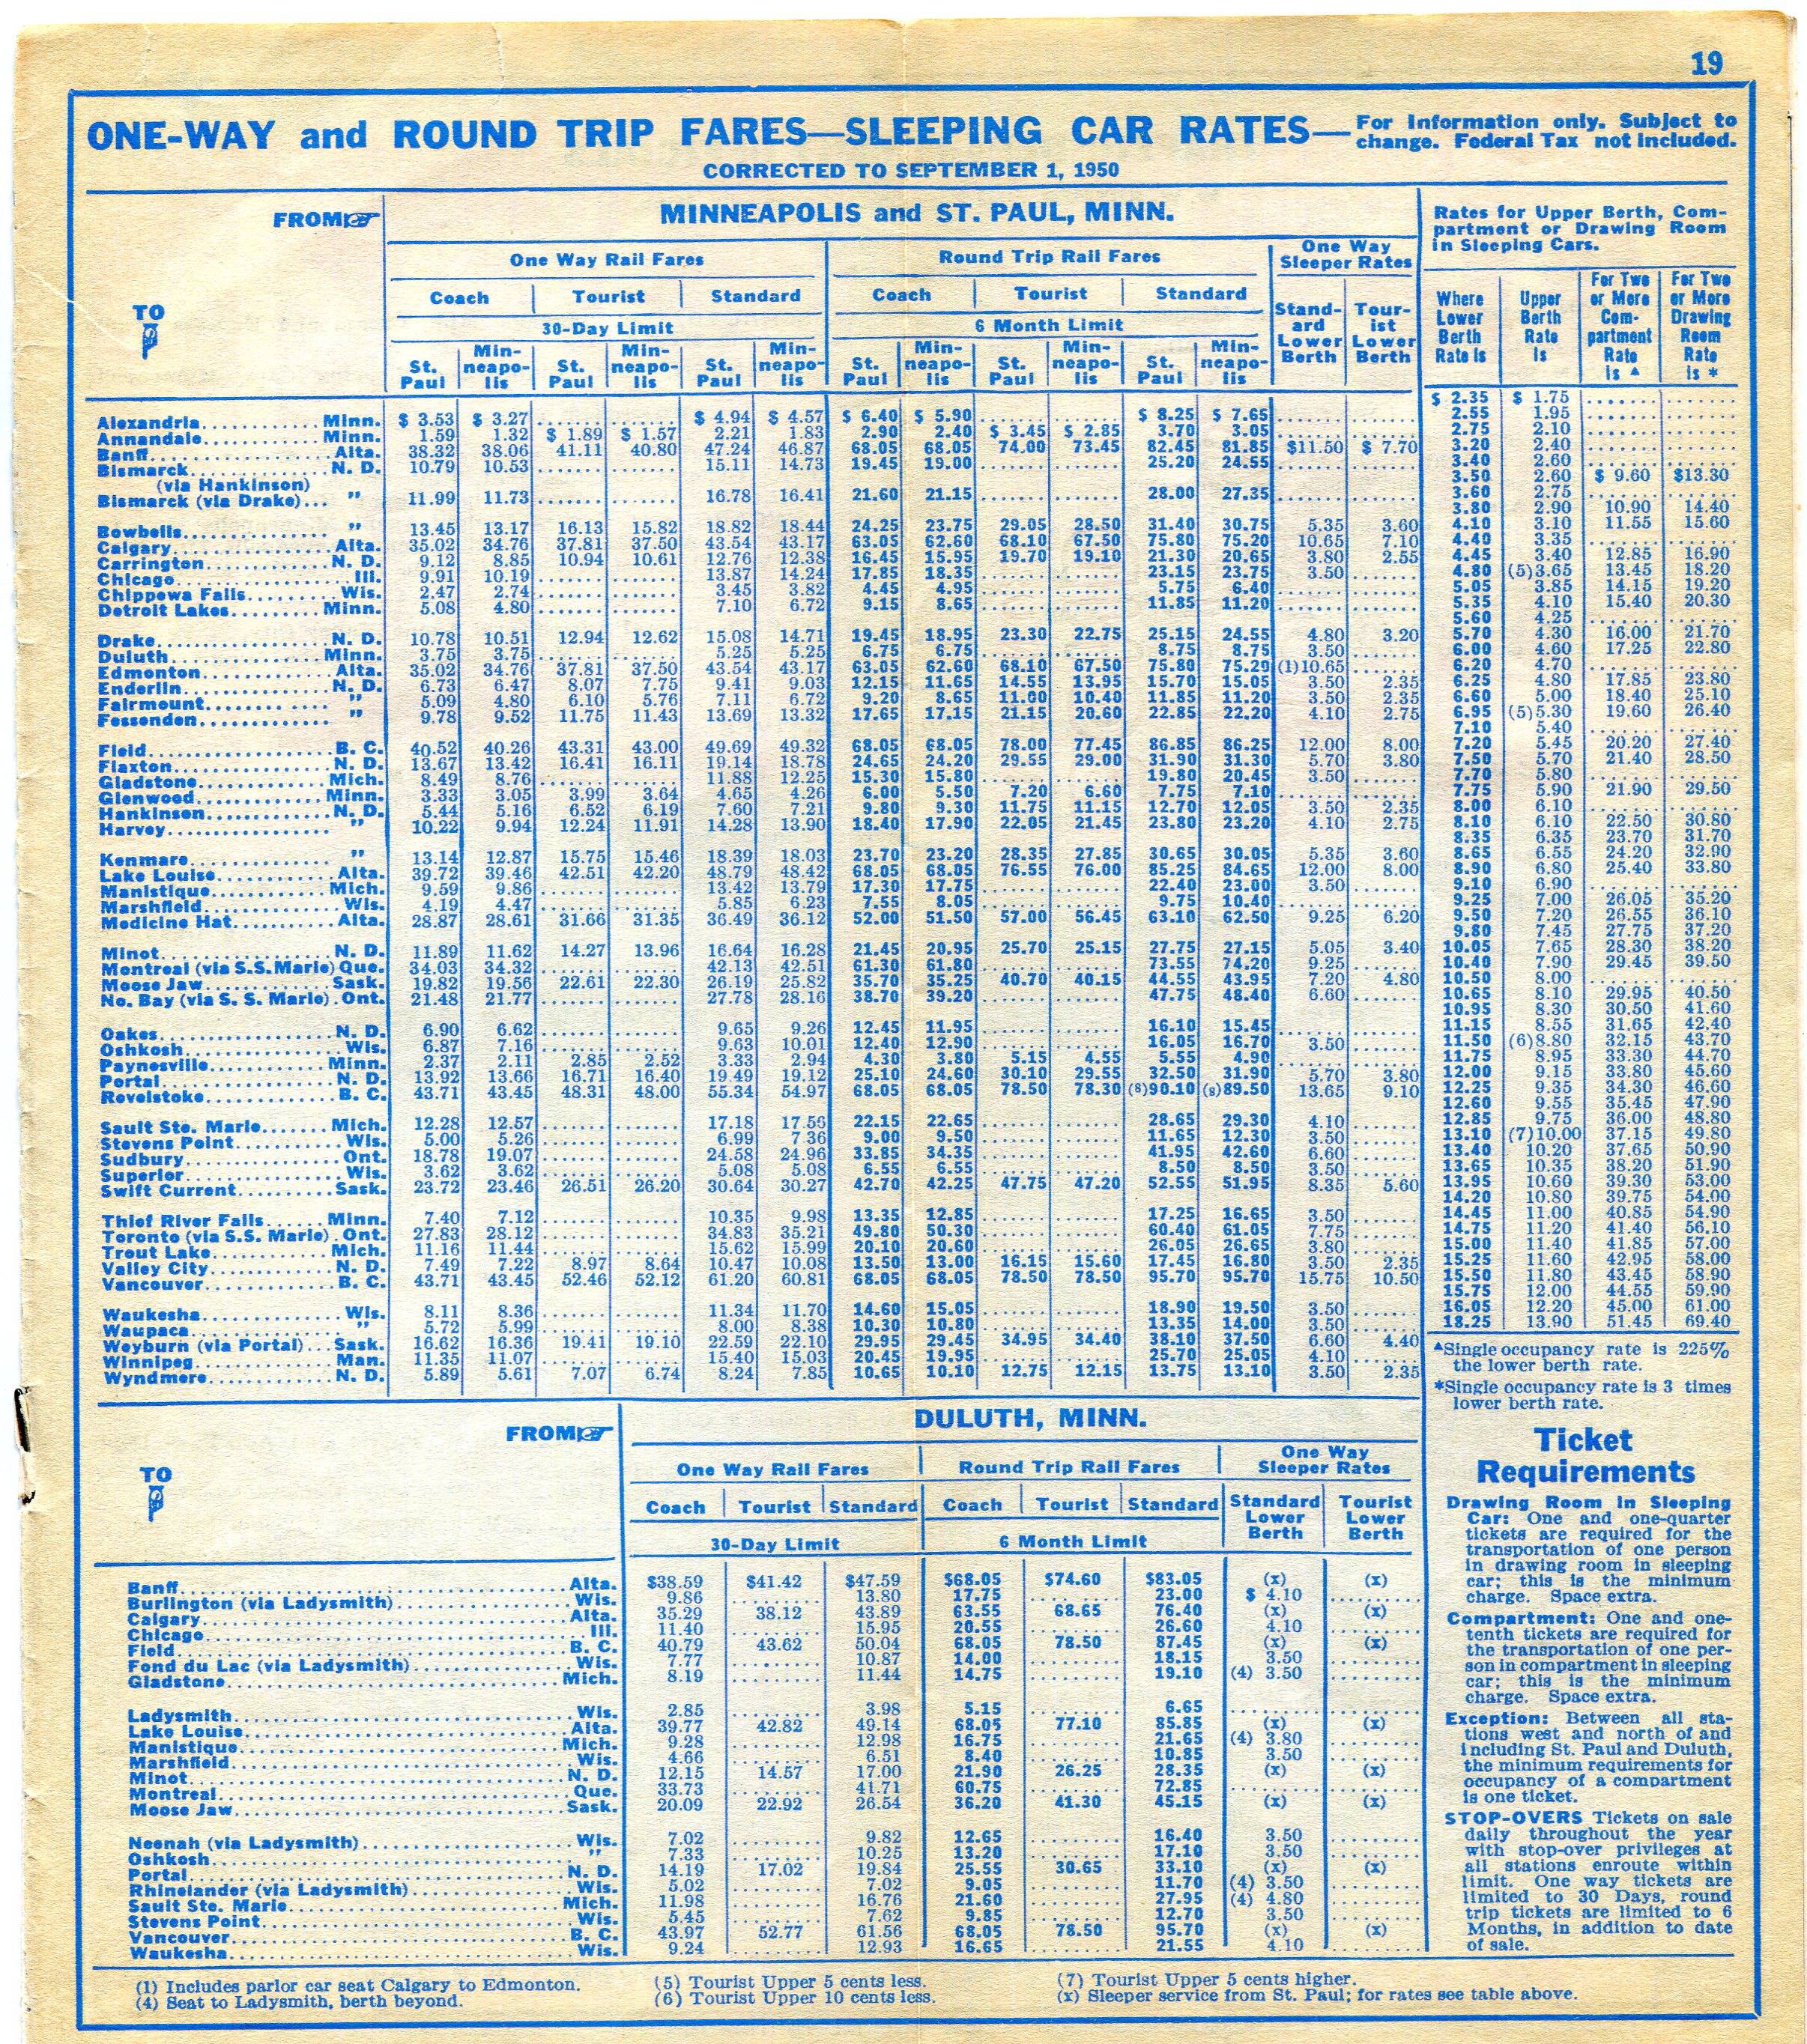 19
ONE-WAY and ROUND TRIP FARES—SLEEPING CAR RATES—For Information only. Subject to
change. Federal Tax not included.
CORRECTED TO SEPTEMBER 1, 1950
FROM
TO
MINNEAPOLIS and ST. PAUL, MINN.
One Way Rail Fares Round Trip Rail Fares One Way Sleeper Rates
Coach Tourist Standard Coach Tourist Standard
30-Day Limit 6 Month Limit
St. Paul Min-neapo-lis St. Paul Min-neapo-lis St. Paul Min-neapo-lis St. Paul Min-neapo-lis St. Paul Min-neapo-lis St. Paul Min-neapo-lis Stand-ard Lower Berth Tour-ist Lower Berth
Alexandria Minn. $ 3.53 $ 3.27 $ 4.94 $ 4.57 $ 6.40 $ 5.90 $ 8.25 $ 7.65
Annandale Minn. 1.59 1.32 $ 1.89 $ 1.57 2.21 1.83 2.90 2.40 $ 3.45 $ 2.85 3.70 3.05
Banff Alta. 38.32 38.06 41.11 40.80 47.24 46.87 68.05 68.05 74.00 73.45 82.45 81.85 $11.50 $ 7.70
Bismarck N. D. 10.79 10.53 15.11 14.73 19.45 19.00 25.20 24.55
(via Hankinson)
Bismarck (via Drake) " 11.99 11.73 16.78 16.41 21.60 21.15 28.00 27.35
Bowbells " 13.45 13.17 16.13 15.82 18.82 18.44 24.25 23.75 29.05 28.50 31.40 30.75 5.35 3.60
Calgary Alta. 35.02 34.76 37.81 37.50 43.54 43.17 63.05 62.60 68.10 67.50 75.80 75.20 10.65 7.10
Carrington N. D. 9.12 8.85 10.94 10.61 12.76 12.38 16.45 15.95 19.70 19.10 21.30 20.65 3.80 2.55
Chicago Ill. 9.91 10.19 13.87 14.24 17.85 18.35 23.15 23.75 3.50
Chippewa Falls Wis. 2.47 2.74 3.45 3.82 4.45 4.95 5.75 6.40
Detroit Lakes Minn. 5.08 4.80 7.10 6.72 9.15 8.65 11.85 11.20
Drake N. D. 10.78 10.51 12.94 12.62 15.08 14.71 19.45 18.95 23.30 22.75 25.15 24.55 4.80 3.20
Duluth Minn. 3.75 3.75 5.25 5.25 6.75 6.75 8.75 8.75 3.50
Edmonton Alta. 35.02 34.76 37.81 37.50 43.54 43.17 63.05 62.60 68.10 67.50 75.80 75.20 (1)10.65
Enderlin N. D. 6.73 6.47 8.07 7.75 9.41 9.03 12.15 11.65 14.55 13.95 15.70 15.05 3.50 2.35
Fairmount " 5.09 4.80 6.10 5.76 7.11 6.72 9.20 8.65 11.00 10.40 11.85 11.20 3.50 2.35
Fessenden " 9.78 9.52 11.75 11.43 13.69 13.32 17.65 17.15 21.15 20.60 22.85 22.20 4.10 2.75
Field B. C. 40.52 40.26 43.31 43.00 49.69 49.32 68.05 68.05 78.00 77.45 86.85 86.25 12.00 8.00
Flaxton N. D. 13.67 13.42 16.41 16.11 19.14 18.78 24.65 24.20 29.55 29.00 31.90 31.30 5.70 3.80
Gladstone Mich. 8.49 8.76 11.88 12.25 15.30 15.80 19.80 20.45 3.50
Glenwood Minn. 3.33 3.05 3.99 3.64 4.65 4.26 6.00 5.50 7.20 6.60 7.75 7.10
Hankinson N. D. 5.44 5.16 6.52 6.19 7.60 7.21 9.80 9.30 11.75 11.15 12.70 12.05 3.50 2.35
Harvey " 10.22 9.94 12.24 11.91 14.28 13.90 18.40 17.90 22.05 21.45 23.80 23.20 4.10 2.75
Kenmare " 13.14 12.87 15.75 15.46 18.39 18.03 23.70 23.20 28.35 27.85 30.65 30.05 5.35 3.60
Lake Louise Alta. 39.72 39.46 42.51 42.20 48.79 48.42 68.05 68.05 76.55 76.00 85.25 84.65 12.00 8.00
Manistique Mich. 9.59 9.86 13.42 13.79 17.30 17.75 22.40 23.00 3.50
Marshfield Wis. 4.19 4.47 5.85 6.23 7.55 8.05 9.75 10.40
Medicine Hat Alta. 28.87 28.61 31.66 31.35 36.49 36.12 52.00 51.50 57.00 56.45 63.10 62.50 9.25 6.20
Minot N. D. 11.89 11.62 14.27 13.96 16.64 16.28 21.45 20.95 25.70 25.15 27.75 27.15 5.05 3.40
Montreal (via S.S.Marie) Que. 34.03 34.32 42.13 42.51 61.30 61.80 73.55 74.20 9.25
Moose Jaw Sask. 19.82 19.56 22.61 22.30 26.19 25.82 35.70 35.25 40.70 40.15 44.55 43.95 7.20 4.80
No. Bay (via S. S. Marie) Ont. 21.48 21.77 27.78 28.16 38.70 39.20 47.75 48.40 6.60
Oakes N. D. 6.90 6.62 9.65 9.26 12.45 11.95 16.10 15.45
Oshkosh Wis. 6.87 7.16 9.63 10.01 12.40 12.90 16.05 16.70 3.50
Paynesville Minn. 2.37 2.11 2.85 2.52 3.33 2.94 4.30 3.80 5.15 4.55 5.55 4.90
Portal N. D. 13.92 13.66 16.71 16.40 19.49 19.12 25.10 24.60 30.10 29.55 32.50 31.90 5.70 3.80
Revelstoke B. C. 43.71 43.45 48.31 48.00 55.34 54.97 68.05 68.05 78.50 78.30 (8)90.10 (8)89.50 13.65 9.10
Sault Ste. Marie Mich. 12.28 12.57 17.18 17.56 22.15 22.65 28.65 29.30 4.10
Stevens Point Wis. 5.00 5.26 6.99 7.36 9.00 9.50 11.65 12.30 3.50
Sudbury Ont. 18.78 19.07 24.58 24.96 33.85 34.35 41.95 42.60 6.60
Superior Wis. 3.62 3.62 5.08 5.08 6.55 6.55 8.50 8.50 3.50
Swift Current Sask. 23.72 23.46 26.51 26.20 30.64 30.27 42.70 42.25 47.75 47.20 52.55 51.95 8.35 5.60
Thief River Falls Minn. 7.40 7.12 10.35 9.98 13.35 12.85 17.25 16.65 3.50
Toronto (via S.S. Marie) Ont. 27.83 28.12 34.83 35.21 49.80 50.30 60.40 61.05 7.75
Trout Lake Mich. 11.16 11.44 15.62 15.99 20.10 20.60 26.05 26.65 3.80
Valley City N. D. 7.49 7.22 8.97 8.64 10.47 10.08 13.50 13.00 16.15 15.60 17.45 16.80 3.50 2.35
Vancouver B. C. 43.71 43.45 52.46 52.12 61.20 60.81 68.05 68.05 78.50 78.50 95.70 95.70 15.75 10.50
Waukesha Wis. 8.11 8.36 11.34 11.70 14.60 15.05 18.90 19.50 3.50
Waupaca " 5.72 5.99 8.00 8.38 10.30 10.80 13.35 14.00 3.50
Weyburn (via Portal) Sask. 16.62 16.36 19.41 19.10 22.59 22.10 29.95 29.45 34.95 34.40 38.10 37.50 6.60 4.40
Winnipeg Man. 11.35 11.07 15.40 15.03 20.45 19.95 25.70 25.05 4.10
Wyndmere N. D. 5.89 5.61 7.07 6.74 8.24 7.85 10.65 10.10 12.75 12.15 13.75 13.10 3.50 2.35
Rates for Upper Berth, Com-
partment or Drawing Room
in Sleeping Cars.
Where Lower Berth Rate is Upper Berth Rate is For Two or More Com-partment Rate is ▲ For Two or More Drawing Room Rate is *
$ 2.35 $ 1.75
2.55 1.95
2.75 2.10
3.20 2.40
3.40 2.60
3.50 2.60 $ 9.60 $13.30
3.60 2.75
3.80 2.90 10.90 14.40
4.10 3.10 11.55 15.60
4.40 3.35
4.45 3.40 12.85 16.90
4.80 (5)3.65 13.45 18.20
5.05 3.85 14.15 19.20
5.35 4.10 15.40 20.30
5.60 4.25
5.70 4.30 16.00 21.70
6.00 4.60 17.25 22.80
6.20 4.70
6.25 4.80 17.85 23.80
6.60 5.00 18.40 25.10
6.95 (5)5.30 19.60 26.40
7.10 5.40
7.20 5.45 20.20 27.40
7.50 5.70 21.40 28.50
7.70 5.80
7.75 5.90 21.90 29.50
8.00 6.10
8.10 6.10 22.50 30.80
8.35 6.35 23.70 31.70
8.65 6.55 24.20 32.90
8.90 6.80 25.40 33.80
9.10 6.90
9.25 7.00 26.05 35.20
9.50 7.20 26.55 36.10
9.80 7.45 27.75 37.20
10.05 7.65 28.30 38.20
10.40 7.90 29.45 39.50
10.50 8.00
10.65 8.10 29.95 40.50
10.95 8.30 30.50 41.60
11.15 8.55 31.65 42.40
11.50 (6)8.80 32.15 43.70
11.75 8.95 33.30 44.70
12.00 9.15 33.80 45.60
12.25 9.35 34.30 46.60
12.60 9.55 35.45 47.90
12.85 9.75 36.00 48.80
13.10 (7)10.00 37.15 49.80
13.40 10.20 37.65 50.90
13.65 10.35 38.20 51.90
13.95 10.60 39.30 53.00
14.20 10.80 39.75 54.00
14.45 11.00 40.85 54.90
14.75 11.20 41.40 56.10
15.00 11.40 41.85 57.00
15.25 11.60 42.95 58.00
15.50 11.80 43.45 58.90
15.75 12.00 44.55 59.90
16.05 12.20 45.00 61.00
18.25 13.90 51.45 69.40
▲Single occupancy rate is 225%
the lower berth rate.
*Single occupancy rate is 3 times
lower berth rate.
FROM
TO
DULUTH, MINN.
One Way Rail Fares Round Trip Rail Fares One Way Sleeper Rates
Coach Tourist Standard Coach Tourist Standard Standard Lower Berth Tourist Lower Berth
30-Day Limit 6 Month Limit
Banff Alta. $38.59 $41.42 $47.59 $68.05 $74.60 $83.05 (x) (x)
Burlington (via Ladysmith) Wis. 9.86 13.80 17.75 23.00 $ 4.10
Calgary Alta. 35.29 38.12 43.89 63.55 68.65 76.40 (x) (x)
Chicago Ill. 11.40 15.95 20.55 26.60 4.10
Field B. C. 40.79 43.62 50.04 68.05 78.50 87.45 (x) (x)
Fond du Lac (via Ladysmith) Wis. 7.77 10.87 14.00 18.15 3.50
Gladstone Mich. 8.19 11.44 14.75 19.10 (4) 3.50
Ladysmith Wis. 2.85 3.98 5.15 6.65
Lake Louise Alta. 39.77 42.82 49.14 68.05 77.10 85.85 (x) (x)
Manistique Mich. 9.28 12.98 16.75 21.65 (4) 3.80
Marshfield Wis. 4.66 6.51 8.40 10.85 3.50
Minot N. D. 12.15 14.57 17.00 21.90 26.25 28.35 (x) (x)
Montreal Que. 33.73 41.71 60.75 72.85
Moose Jaw Sask. 20.09 22.92 26.54 36.20 41.30 45.15 (x) (x)
Neenah (via Ladysmith) Wis. 7.02 9.82 12.65 16.40 3.50
Oshkosh " 7.33 10.25 13.20 17.10 3.50
Portal N. D. 14.19 17.02 19.84 25.55 30.65 33.10 (x) (x)
Rhinelander (via Ladysmith) Wis. 5.02 7.02 9.05 11.70 (4) 3.50
Sault Ste. Marie Mich. 11.98 16.76 21.60 27.95 (4) 4.80
Stevens Point Wis. 5.45 7.62 9.85 12.70 3.50
Vancouver B. C. 43.97 52.77 61.56 68.05 78.50 95.70 (x) (x)
Waukesha Wis. 9.24 12.93 16.65 21.55 4.10
Ticket
Requirements
Drawing Room in Sleeping
Car: One and one-quarter
tickets are required for the
transportation of one person
in drawing room in sleeping
car; this is the minimum
charge. Space extra.
Compartment: One and one-
tenth tickets are required for
the transportation of one per-
son in compartment in sleeping
car; this is the minimum
charge. Space extra.
Exception: Between all sta-
tions west and north of and
including St. Paul and Duluth,
the minimum requirements for
occupancy of a compartment
is one ticket.
STOP-OVERS Tickets on sale
daily throughout the year
with stop-over privileges at
all stations enroute within
limit. One way tickets are
limited to 30 Days, round
trip tickets are limited to 6
Months, in addition to date
of sale.
(1) Includes parlor car seat Calgary to Edmonton.
(4) Seat to Ladysmith, berth beyond.
(5) Tourist Upper 5 cents less.
(6) Tourist Upper 10 cents less.
(7) Tourist Upper 5 cents higher.
(x) Sleeper service from St. Paul; for rates see table above.